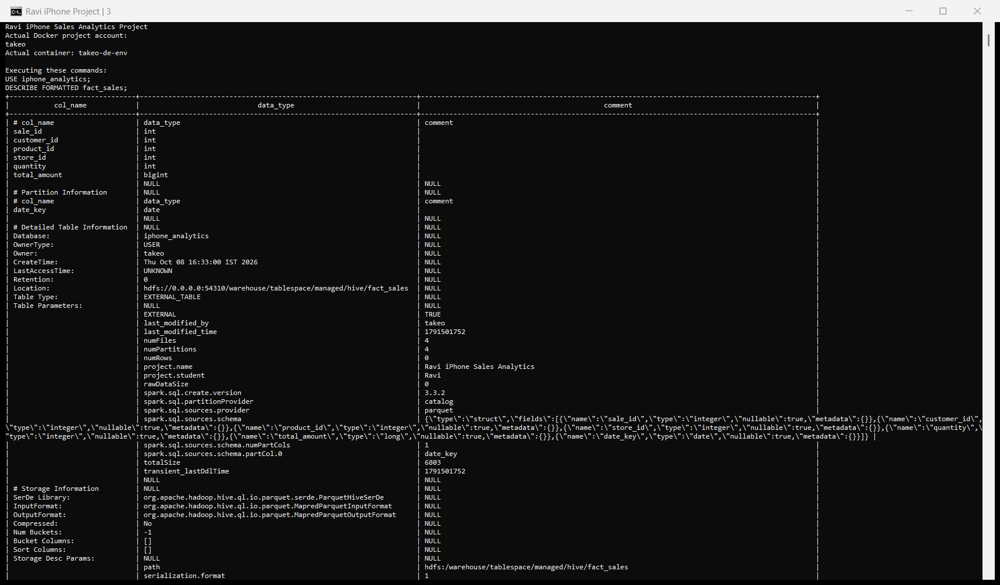 Ravi iPhone Project | 3
Ravi iPhone Sales Analytics Project
Actual Docker project account:
takeo
Actual container: takeo-de-env
Executing these commands:
USE iphone_analytics;
DESCRIBE FORMATTED fact_sales;
| col_name | data_type | comment |
| # col_name | data_type | comment |
| sale_id | int | |
| customer_id | int | |
| product_id | int | |
| store_id | int | |
| quantity | int | |
| total_amount | bigint | |
| | NULL | NULL |
| # Partition Information | NULL | NULL |
| # col_name | data_type | comment |
| date_key | date | |
| | NULL | NULL |
| # Detailed Table Information | NULL | NULL |
| Database: | iphone_analytics | NULL |
| OwnerType: | USER | NULL |
| Owner: | takeo | NULL |
| CreateTime: | Thu Oct 08 16:33:00 IST 2026 | NULL |
| LastAccessTime: | UNKNOWN | NULL |
| Retention: | 0 | NULL |
| Location: | hdfs://0.0.0.0:54310/warehouse/tablespace/managed/hive/fact_sales | NULL |
| Table Type: | EXTERNAL_TABLE | NULL |
| Table Parameters: | NULL | NULL |
| | EXTERNAL | TRUE |
| | last_modified_by | takeo |
| | last_modified_time | 1791501752 |
| | numFiles | 4 |
| | numPartitions | 4 |
| | numRows | 0 |
| | project.name | Ravi iPhone Sales Analytics |
| | project.student | Ravi |
| | rawDataSize | 0 |
| | spark.sql.create.version | 3.3.2 |
| | spark.sql.partitionProvider | catalog |
| | spark.sql.sources.provider | parquet |
| | spark.sql.sources.schema | {\"type\":\"struct\",\"fields\":[{\"name\":\"sale_id\",\"type\":\"integer\",\"nullable\":true,\"metadata\":{}},{\"name\":\"customer_id\",
\"type\":\"integer\",\"nullable\":true,\"metadata\":{}},{\"name\":\"product_id\",\"type\":\"integer\",\"nullable\":true,\"metadata\":{}},{\"name\":\"store_id\",\"type\":\"integer\",\"nullable\":true,\"metadata\":{}},{\"name\":\"quantity\",\
"type\":\"integer\",\"nullable\":true,\"metadata\":{}},{\"name\":\"total_amount\",\"type\":\"long\",\"nullable\":true,\"metadata\":{}},{\"name\":\"date_key\",\"type\":\"date\",\"nullable\":true,\"metadata\":{}}]} |
| | spark.sql.sources.schema.numPartCols | 1 |
| | spark.sql.sources.schema.partCol.0 | date_key |
| | totalSize | 6803 |
| | transient_lastDdlTime | 1791501752 |
| | NULL | NULL |
| # Storage Information | NULL | NULL |
| SerDe Library: | org.apache.hadoop.hive.ql.io.parquet.serde.ParquetHiveSerDe | NULL |
| InputFormat: | org.apache.hadoop.hive.ql.io.parquet.MapredParquetInputFormat | NULL |
| OutputFormat: | org.apache.hadoop.hive.ql.io.parquet.MapredParquetOutputFormat | NULL |
| Compressed: | No | NULL |
| Num Buckets: | -1 | NULL |
| Bucket Columns: | [] | NULL |
| Sort Columns: | [] | NULL |
| Storage Desc Params: | NULL | NULL |
| | path | hdfs:/warehouse/tablespace/managed/hive/fact_sales |
| | serialization.format | 1 |